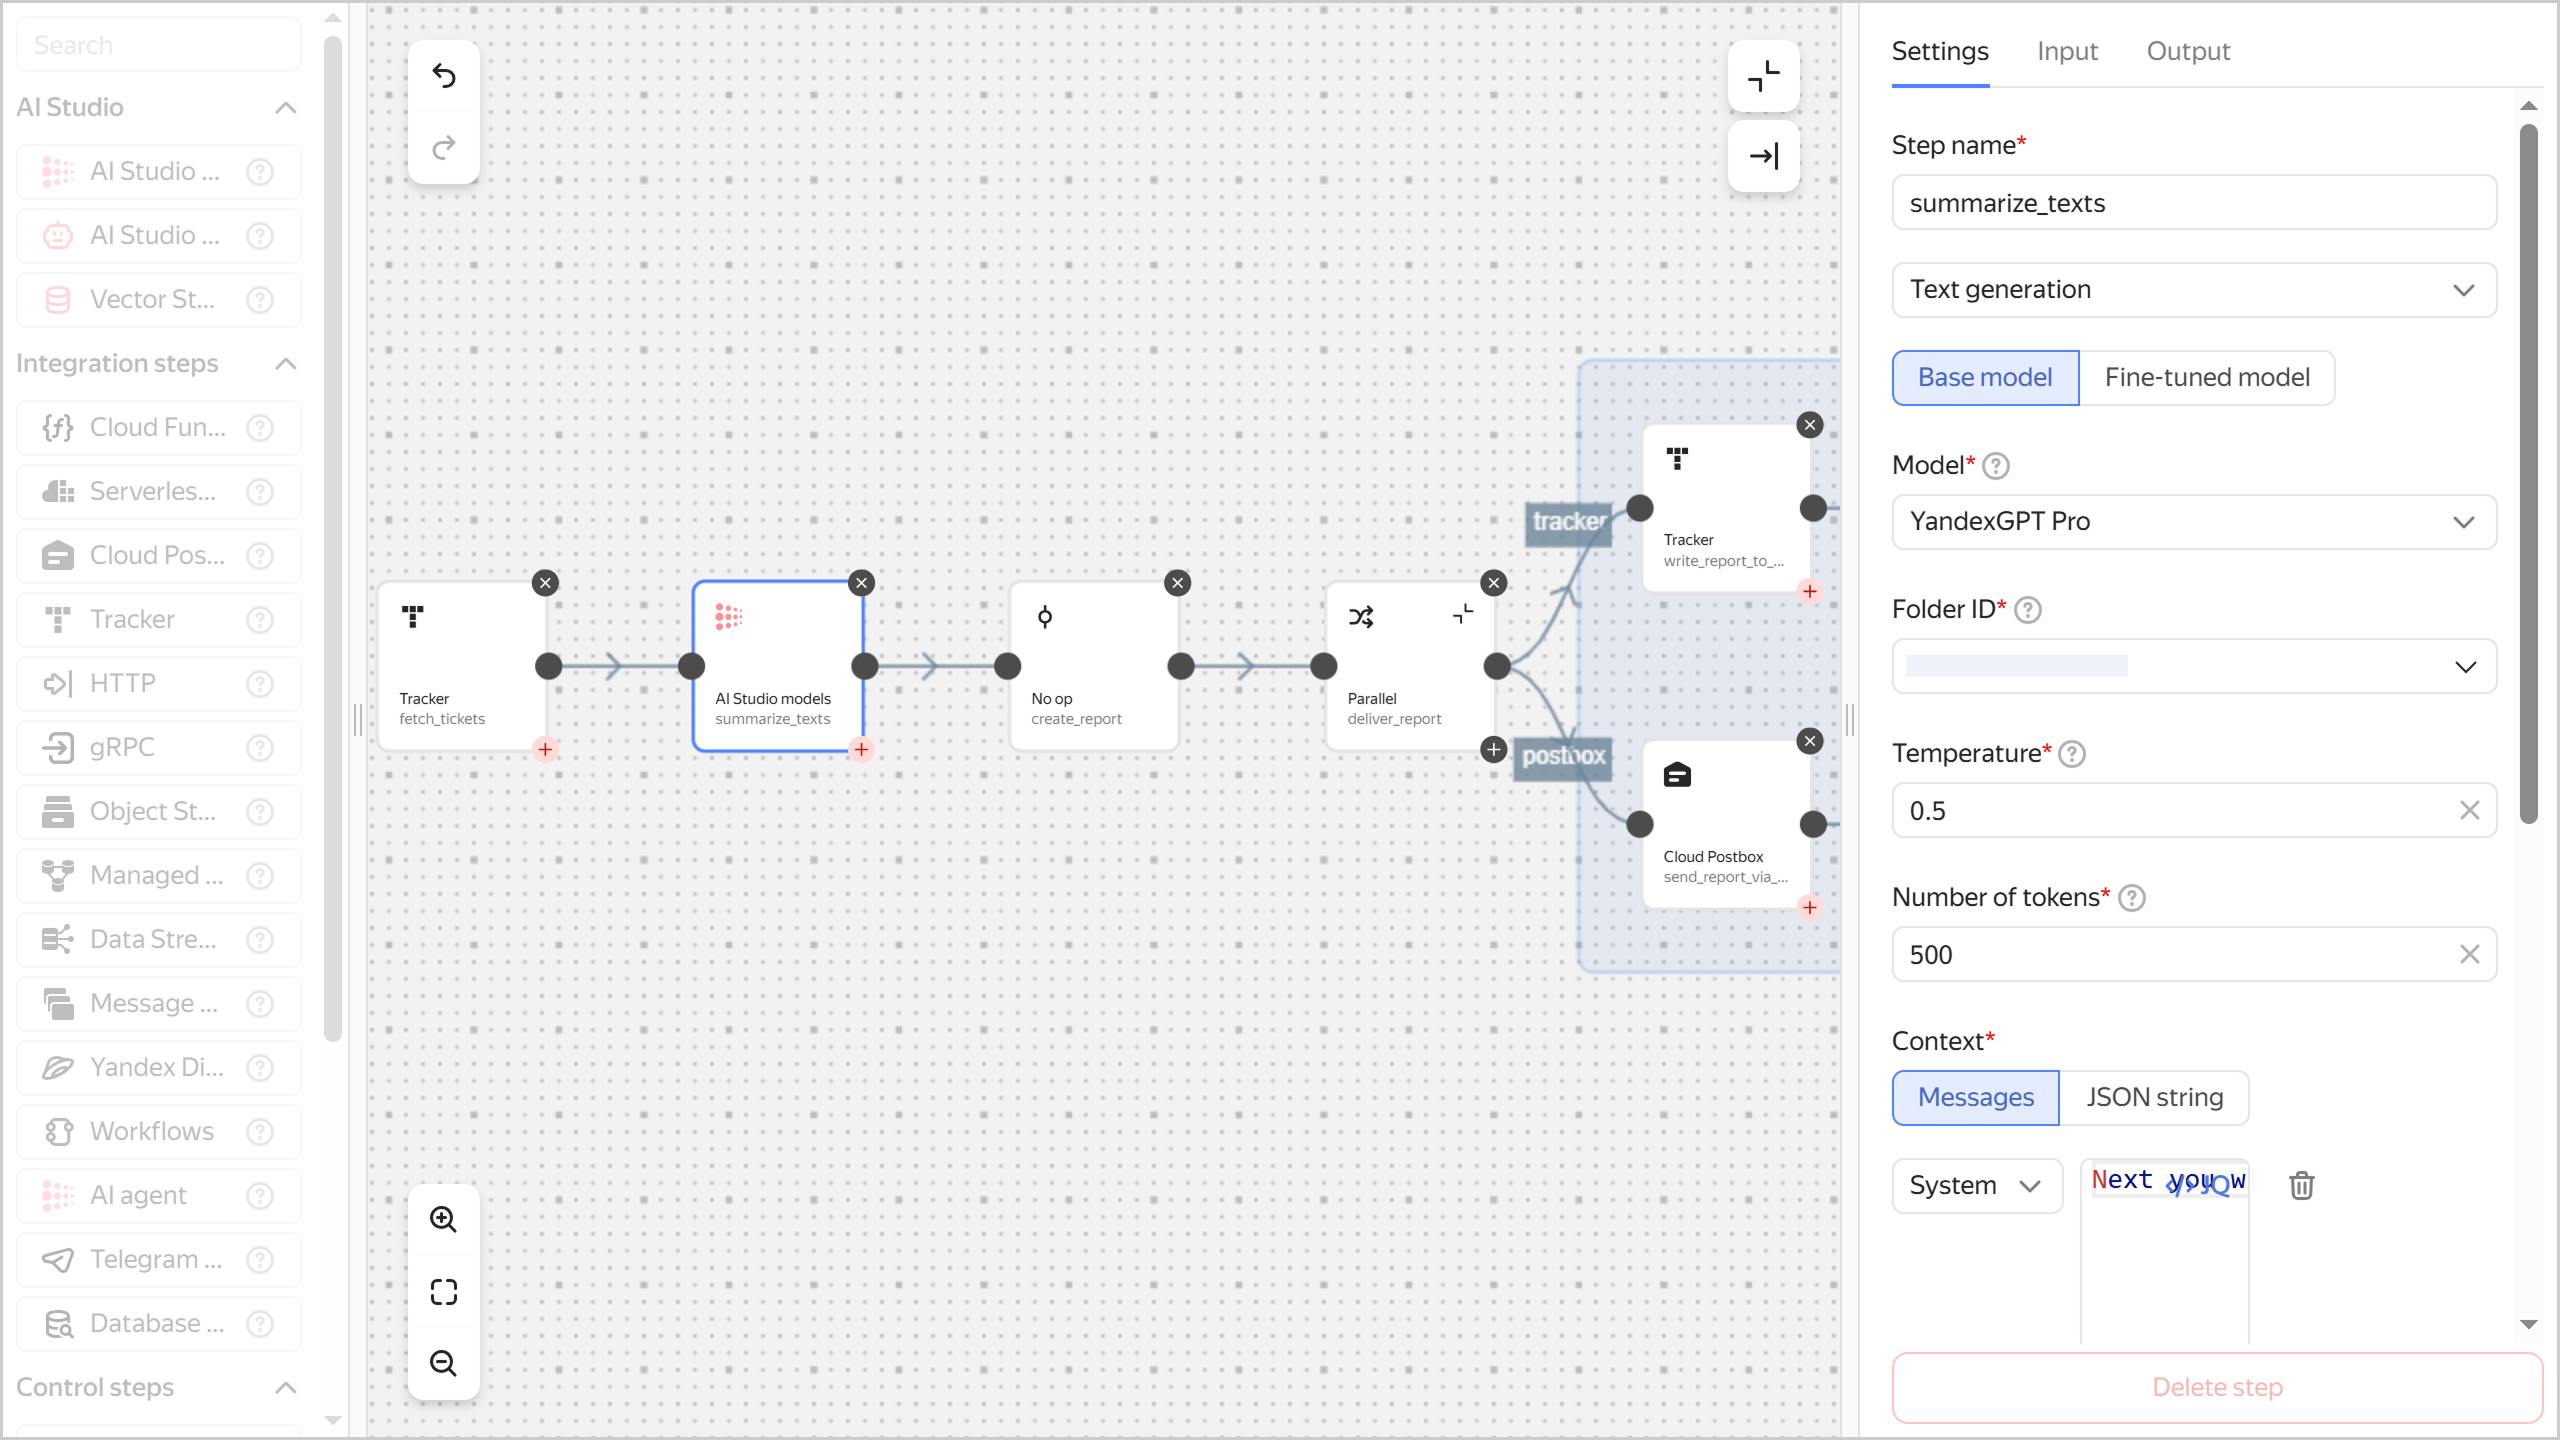 Search
AI Studio
AI Studio ...
AI Studio ...
Vector St...
Integration steps
Cloud Fun...
Serverles...
Cloud Pos...
Tracker
HTTP
gRPC
Object St...
Managed ...
Data Stre...
Message ...
Yandex Di...
Workflows
AI agent
Telegram ...
Database ...
Control steps
Tracker
fetch_tickets
AI Studio models
summarize_texts
No op
create_report
Parallel
deliver_report
tracker
postbox
Tracker
write_report_to_...
Cloud Postbox
send_report_via_...
Settings Input Output
Step name*
summarize_texts
Text generation
Base model Fine-tuned model
Model*
YandexGPT Pro
Folder ID*
Temperature*
0.5
Number of tokens*
500
Context*
Messages JSON string
System
Next you w
</> JQ
Delete step